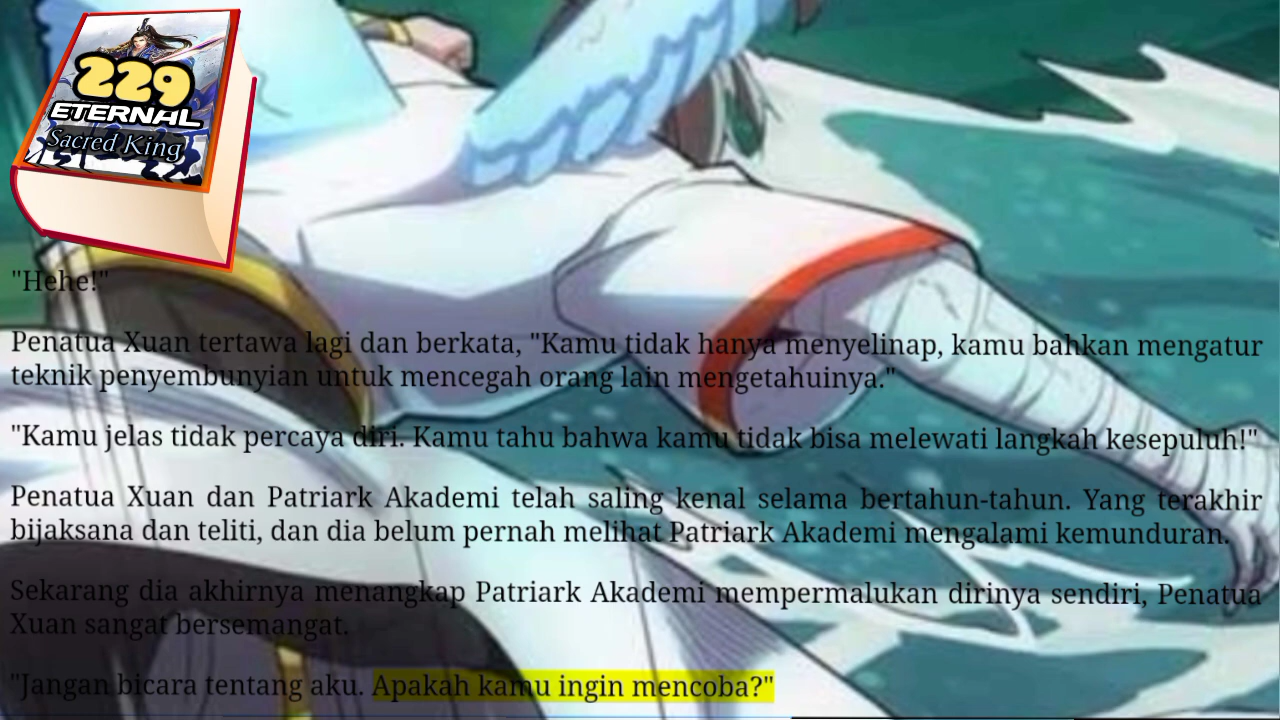 229
ETERNAL
Sacred King
"Hehe!"
Penatua Xuan tertawa lagi dan berkata, "Kamu tidak hanya menyelinap, kamu bahkan mengatur
teknik penyembunyian untuk mencegah orang lain mengetahuinya."
"Kamu jelas tidak percaya diri. Kamu tahu bahwa kamu tidak bisa melewati langkah kesepuluh!"
Penatua Xuan dan Patriark Akademi telah saling kenal selama bertahun-tahun. Yang terakhir
bijaksana dan teliti, dan dia belum pernah melihat Patriark Akademi mengalami kemunduran.
Sekarang dia akhirnya menangkap Patriark Akademi mempermalukan dirinya sendiri, Penatua
Xuan sangat bersemangat.
"Jangan bicara tentang aku. Apakah kamu ingin mencoba?"